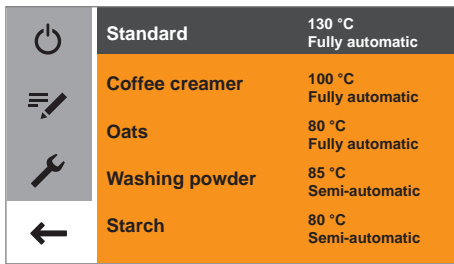 Standard
130 °C
Fully automatic
Coffee creamer
100 °C
Fully automatic
Oats
80 °C
Fully automatic
Washing powder
85 °C
Semi-automatic
Starch
80 °C
Semi-automatic